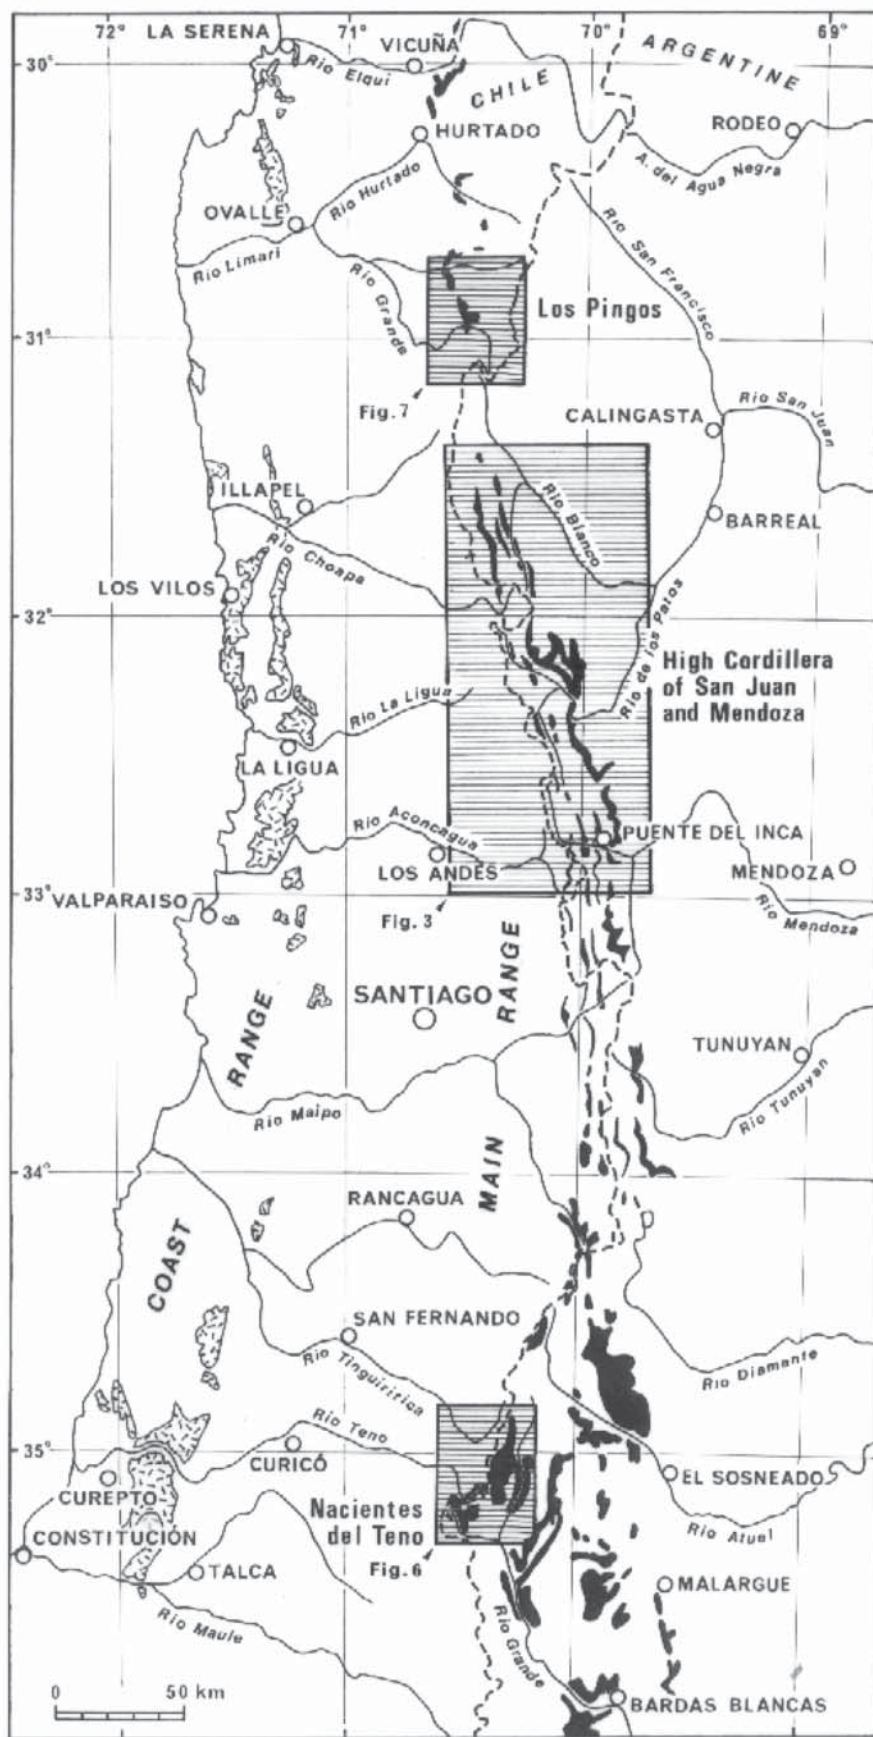 72°
71°
70°
69°
LA SERENA
VICUÑA
ARGENTINE
30°
Rio Elqui
CHILE
HURTADO
RODEO
A. del Agua Negra
Rio Hurtado
OVALLE
Rio Limari
Rio San Francisco
Rio Grande
Los Pingos
31°
Rio San Juan
Fig. 7
CALINGASTA
ILLAPEL
Rio Blanco
BARREAL
Rio Choapa
LOS VILOS
32°
Rio de los Patos
High Cordillera
of San Juan
and Mendoza
Rio La Ligua
LA LIGUA
Rio Aconcagua
PUENTE DEL INCA
LOS ANDES
MENDOZA
33°
VALPARAISO
Fig. 3
Rio Mendoza
RANGE
SANTIAGO
RANGE
TUNUYAN
Rio Maipo
Rio Tunuyan
34°
MAIN
RANCAGUA
COAST
SAN FERNANDO
Rio Tinguiririca
Rio Diamante
Rio Teno
35°
CURICÓ
EL SOSNEADO
CUREPTO
Nacientes
del Teno
CONSTITUCIÓN
Rio Atuel
Fig. 6
TALCA
MALARGUE
Rio Maule
Rio Grande
0 50 km
BARDAS BLANCAS